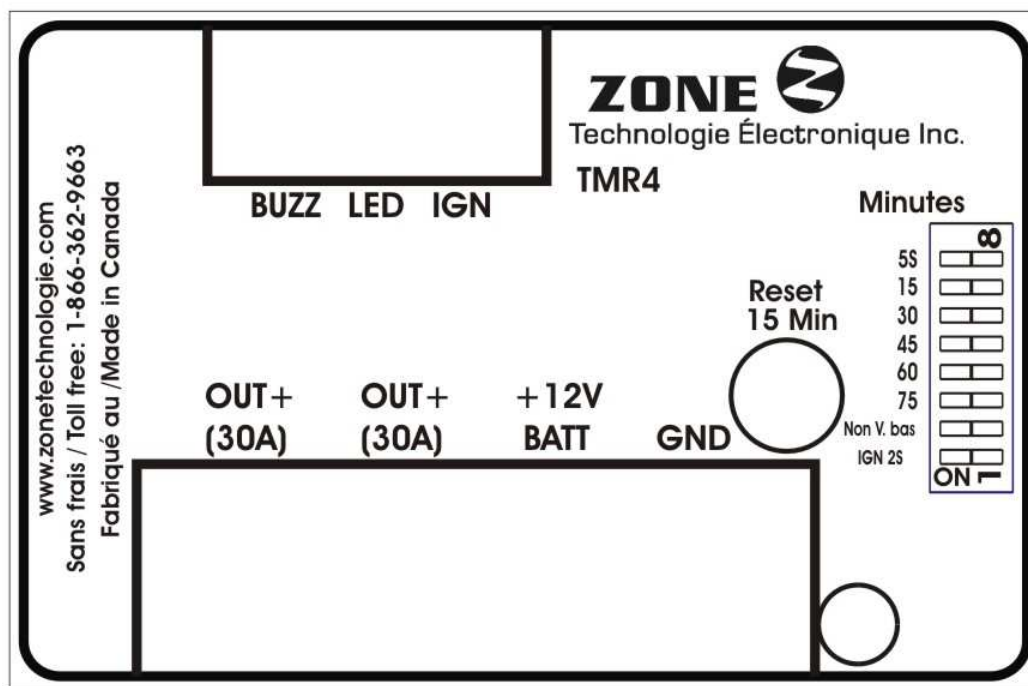 ZONE
Technologie Électronique Inc.
TMR4
BUZZ LED IGN
www.zonetechnologie.com
Sans frais / Toll free: 1-866-362-9663
Fabriqué au /Made in Canada
Minutes
8
5S
15
30
45
60
75
Non V. bas
IGN 2S
ON 1
Reset
15 Min
OUT+ OUT+ +12V
(30A) (30A) BATT GND